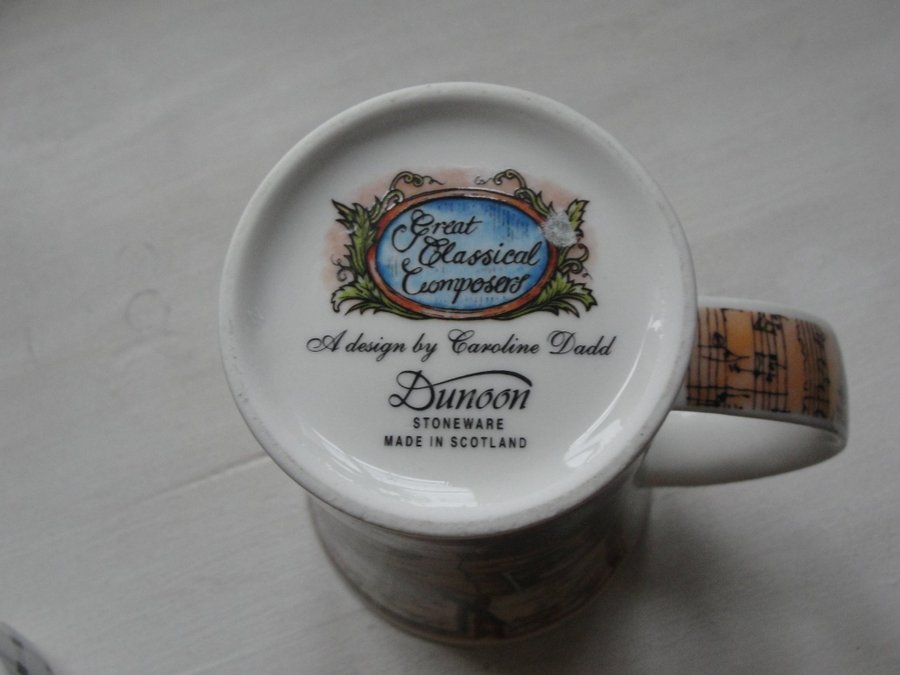 Great
Classical
Composers
A design by Caroline Dadd
Dunoon
STONEWARE
MADE IN SCOTLAND